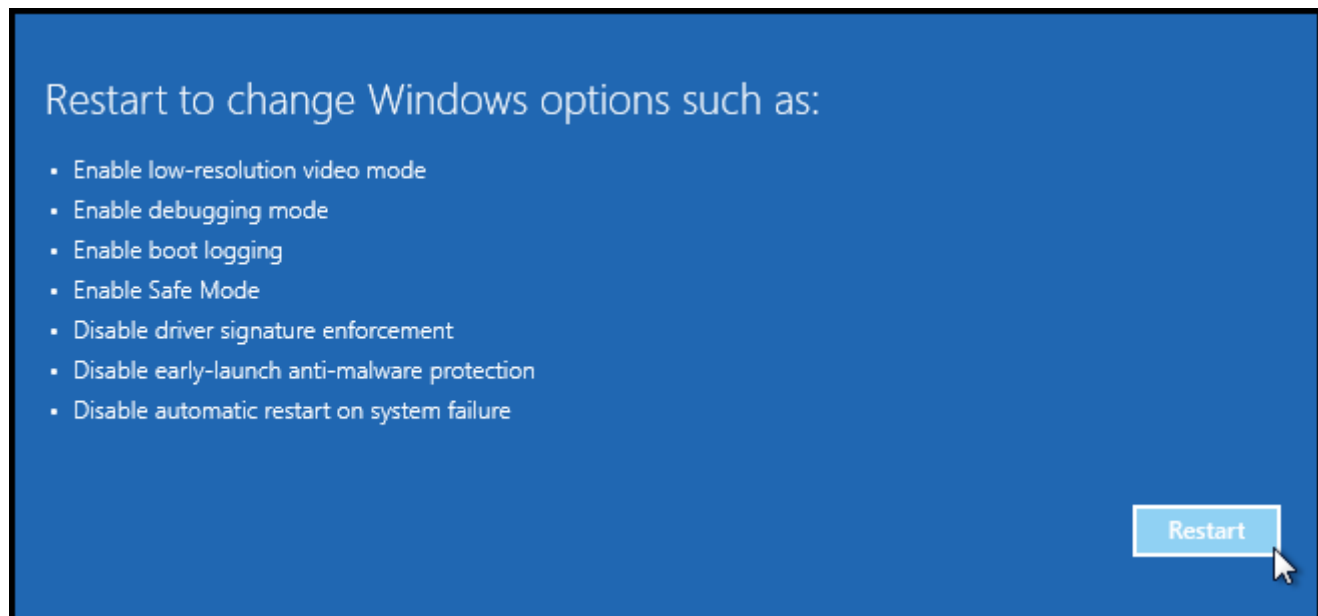 Restart to change Windows options such as:
▪ Enable low-resolution video mode
▪ Enable debugging mode
▪ Enable boot logging
▪ Enable Safe Mode
▪ Disable driver signature enforcement
▪ Disable early-launch anti-malware protection
▪ Disable automatic restart on system failure
Restart